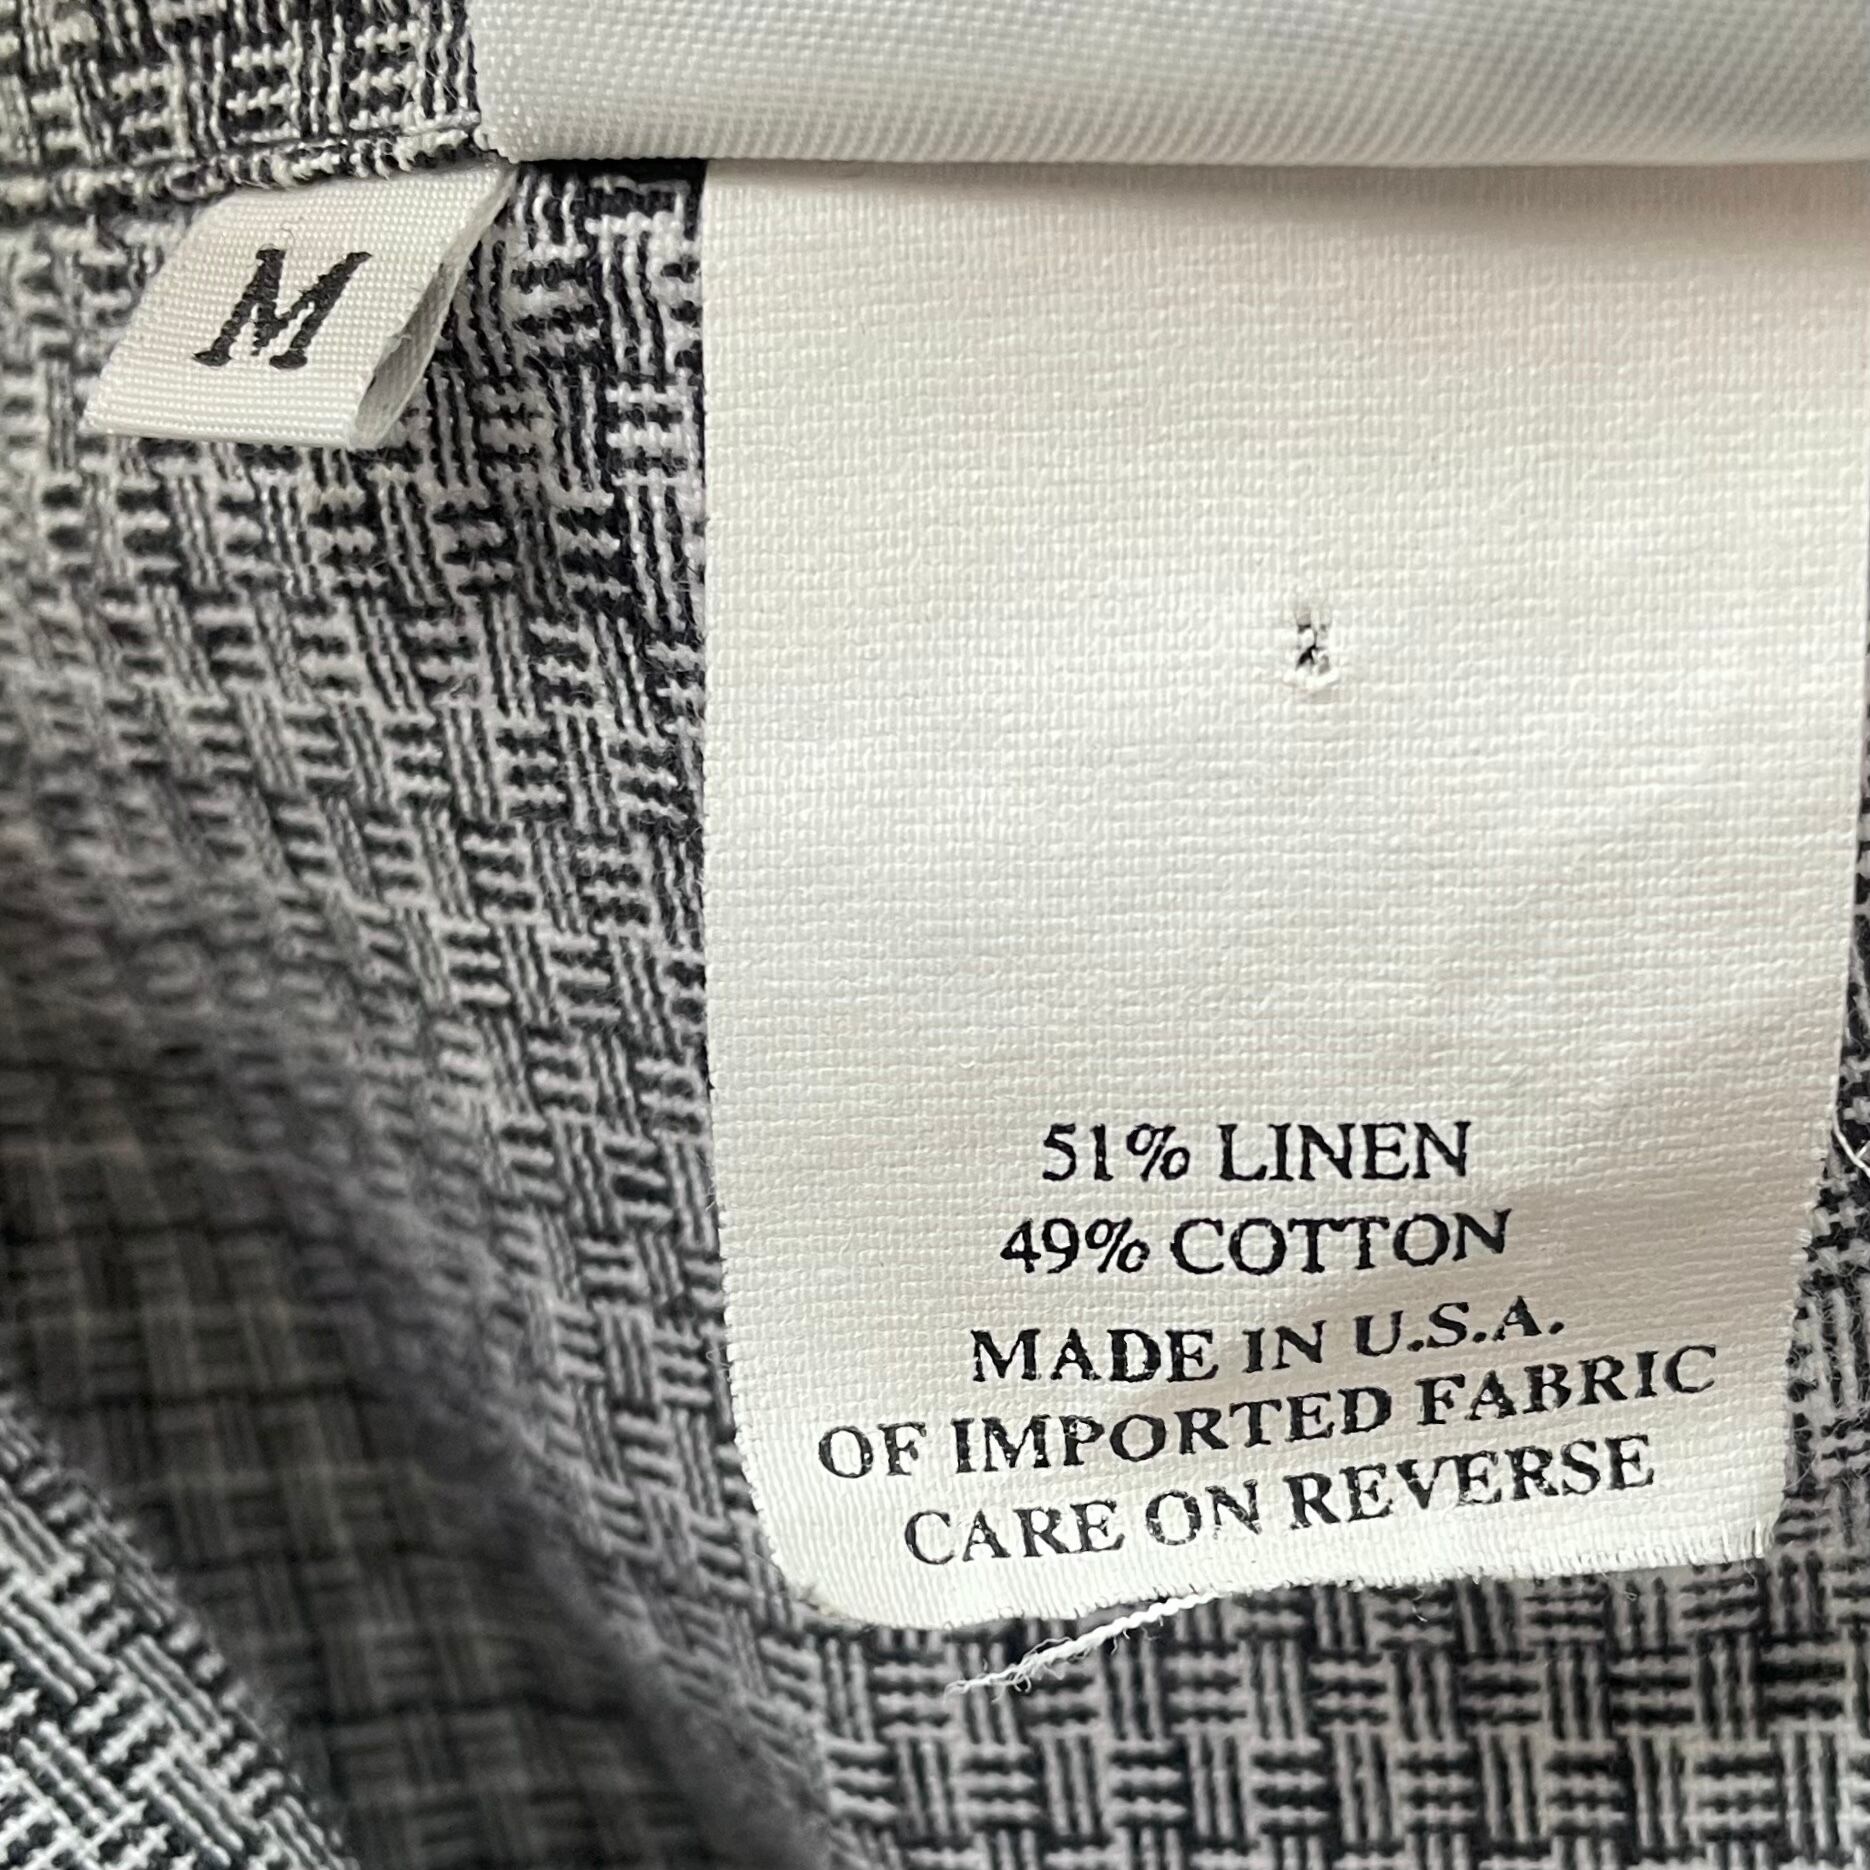 M
51% LINEN
49% COTTON
MADE IN U.S.A.
OF IMPORTED FABRIC
CARE ON REVERSE